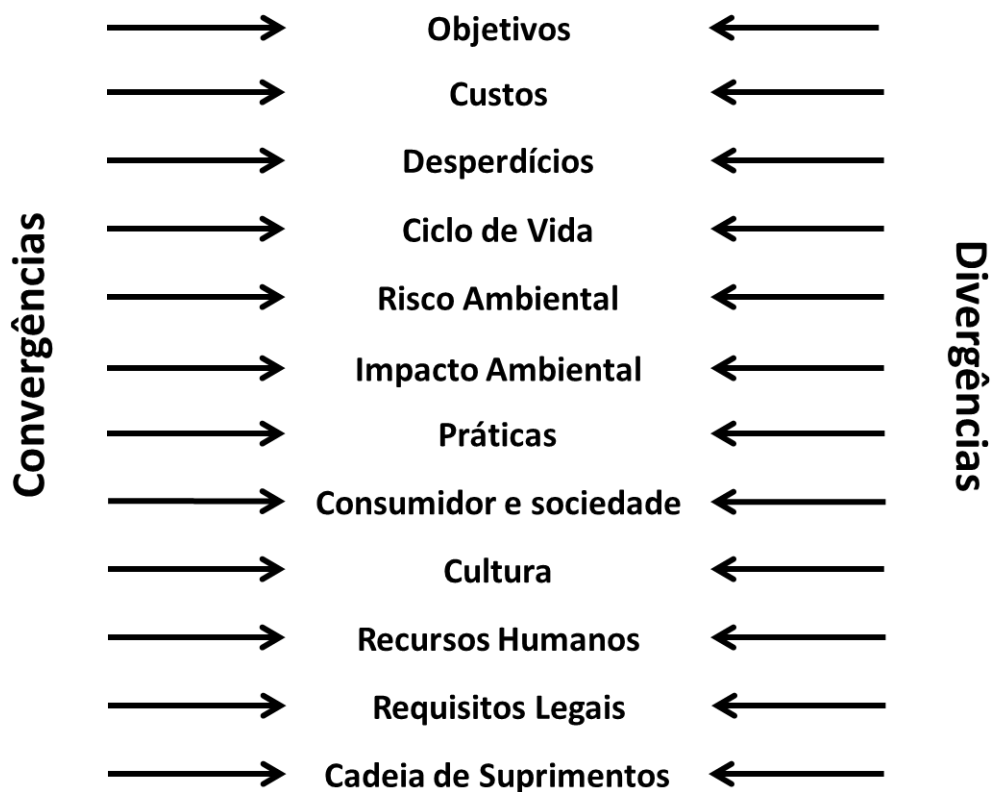 Objetivos
Custos
Desperdícios
Ciclo de Vida
Risco Ambiental
Impacto Ambiental
Práticas
Consumidor e sociedade
Cultura
Recursos Humanos
Requisitos Legais
Cadeia de Suprimentos
Convergências
Divergências